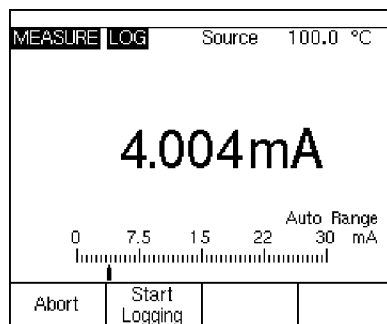 MEASURE LOG Source 100.0 °C
4.004mA
Auto Range
0 7.5 15 22 30 mA
Abort Start Logging